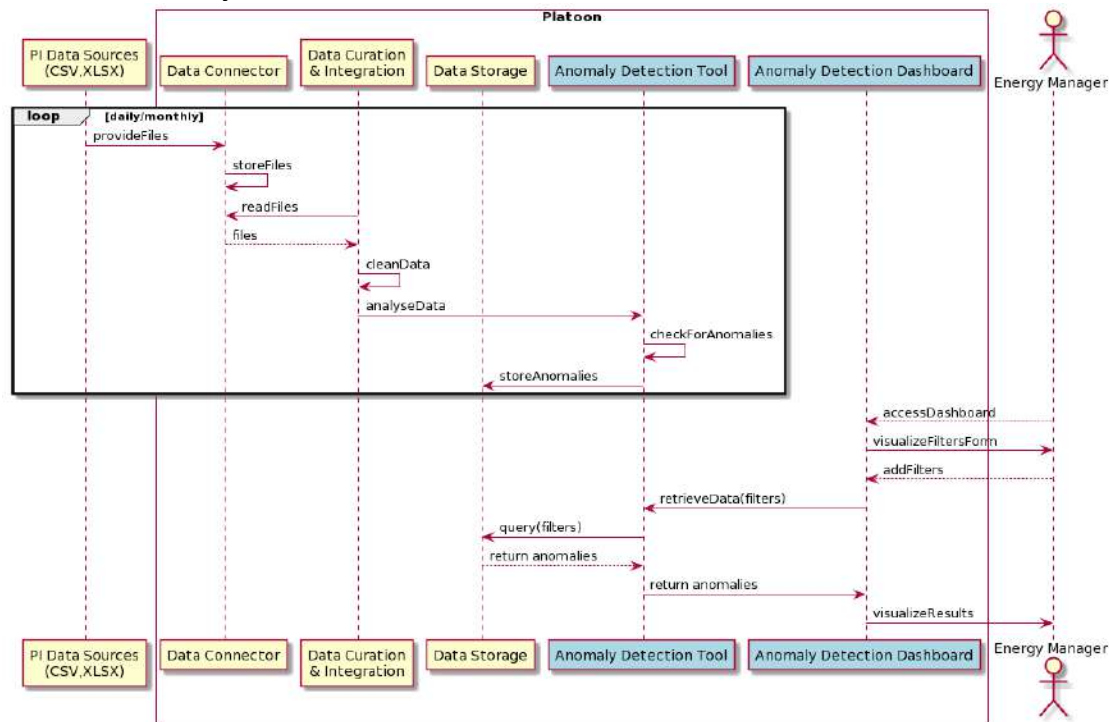 Platoon
PI Data Sources
(CSV,XLSX)
Data Connector
Data Curation
& Integration
Data Storage
Anomaly Detection Tool
Anomaly Detection Dashboard
Energy Manager
loop [daily/monthly]
provideFiles
storeFiles
readFiles
files
cleanData
analyseData
checkForAnomalies
storeAnomalies
accessDashboard
visualizeFiltersForm
addFilters
retrieveData(filters)
query(filters)
return anomalies
return anomalies
visualizeResults
PI Data Sources
(CSV,XLSX)
Data Connector
Data Curation
& Integration
Data Storage
Anomaly Detection Tool
Anomaly Detection Dashboard
Energy Manager